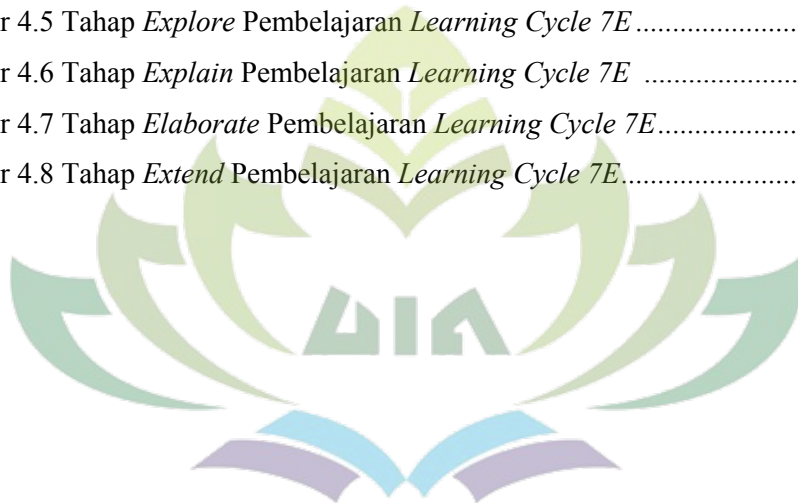 r 4.5 Tahap Explore Pembelajaran Learning Cycle 7E.......................
r 4.6 Tahap Explain Pembelajaran Learning Cycle 7E ......................
r 4.7 Tahap Elaborate Pembelajaran Learning Cycle 7E....................
r 4.8 Tahap Extend Pembelajaran Learning Cycle 7E.........................
UIN